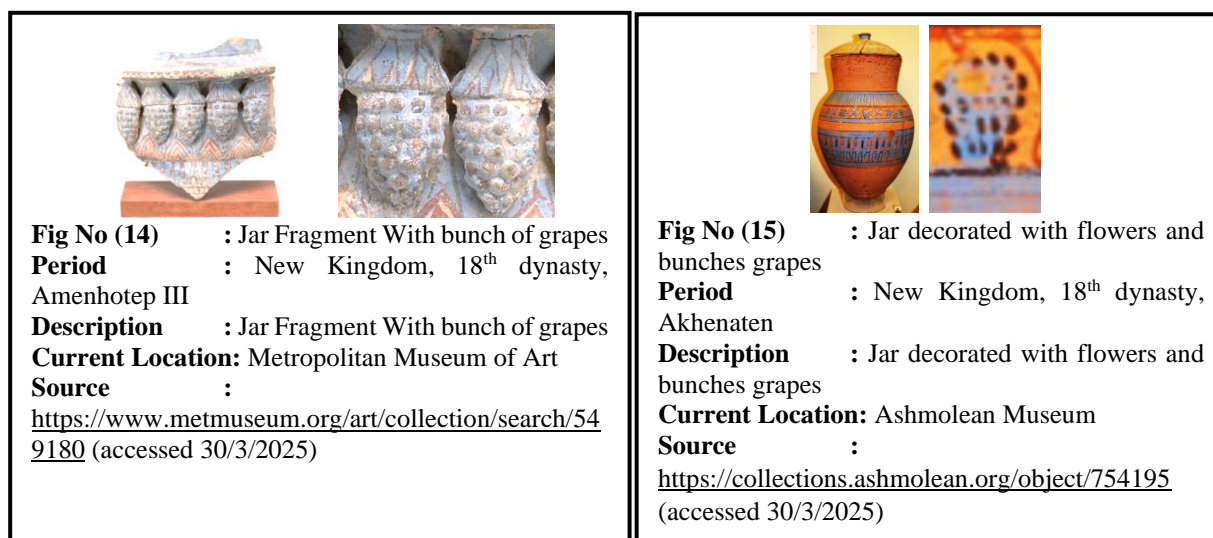 Fig No (14) : Jar Fragment With bunch of grapes
Period : New Kingdom, 18th dynasty,
Amenhotep III
Description : Jar Fragment With bunch of grapes
Current Location: Metropolitan Museum of Art
Source :
https://www.metmuseum.org/art/collection/search/54
9180 (accessed 30/3/2025)
Fig No (15) : Jar decorated with flowers and
bunches grapes
Period : New Kingdom, 18th dynasty,
Akhenaten
Description : Jar decorated with flowers and
bunches grapes
Current Location: Ashmolean Museum
Source :
https://collections.ashmolean.org/object/754195
(accessed 30/3/2025)